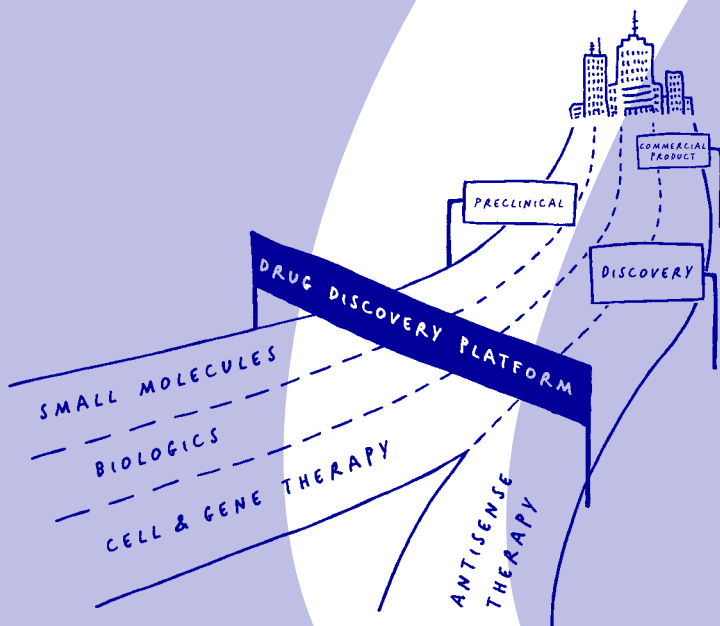 COMMERCIAL
PRODUCT
PRECLINICAL
DISCOVERY
DRUG DISCOVERY PLATFORM
SMALL MOLECULES
BIOLOGICS
CELL & GENE THERAPY
ANTISENSE
THERAPY